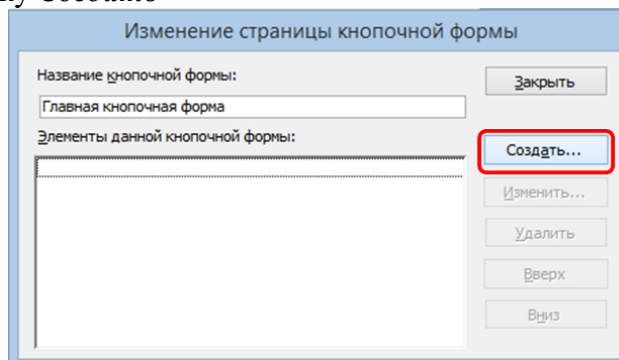 Изменение страницы кнопочной формы
Название кнопочной формы:
Закрыть
Главная кнопочная форма
Элементы данной кнопочной формы:
Создать...
Изменить...
Удалить
Вверх
Вниз